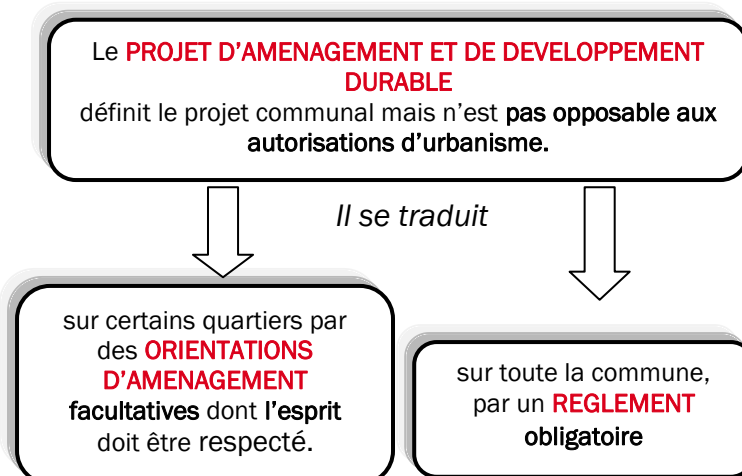 Le PROJET D’AMENAGEMENT ET DE DEVELOPPEMENT
DURABLE
définit le projet communal mais n’est pas opposable aux
autorisations d’urbanisme.
Il se traduit
sur certains quartiers par
des ORIENTATIONS
D’AMENAGEMENT
facultatives dont l’esprit
doit être respecté.
sur toute la commune,
par un REGLEMENT
obligatoire